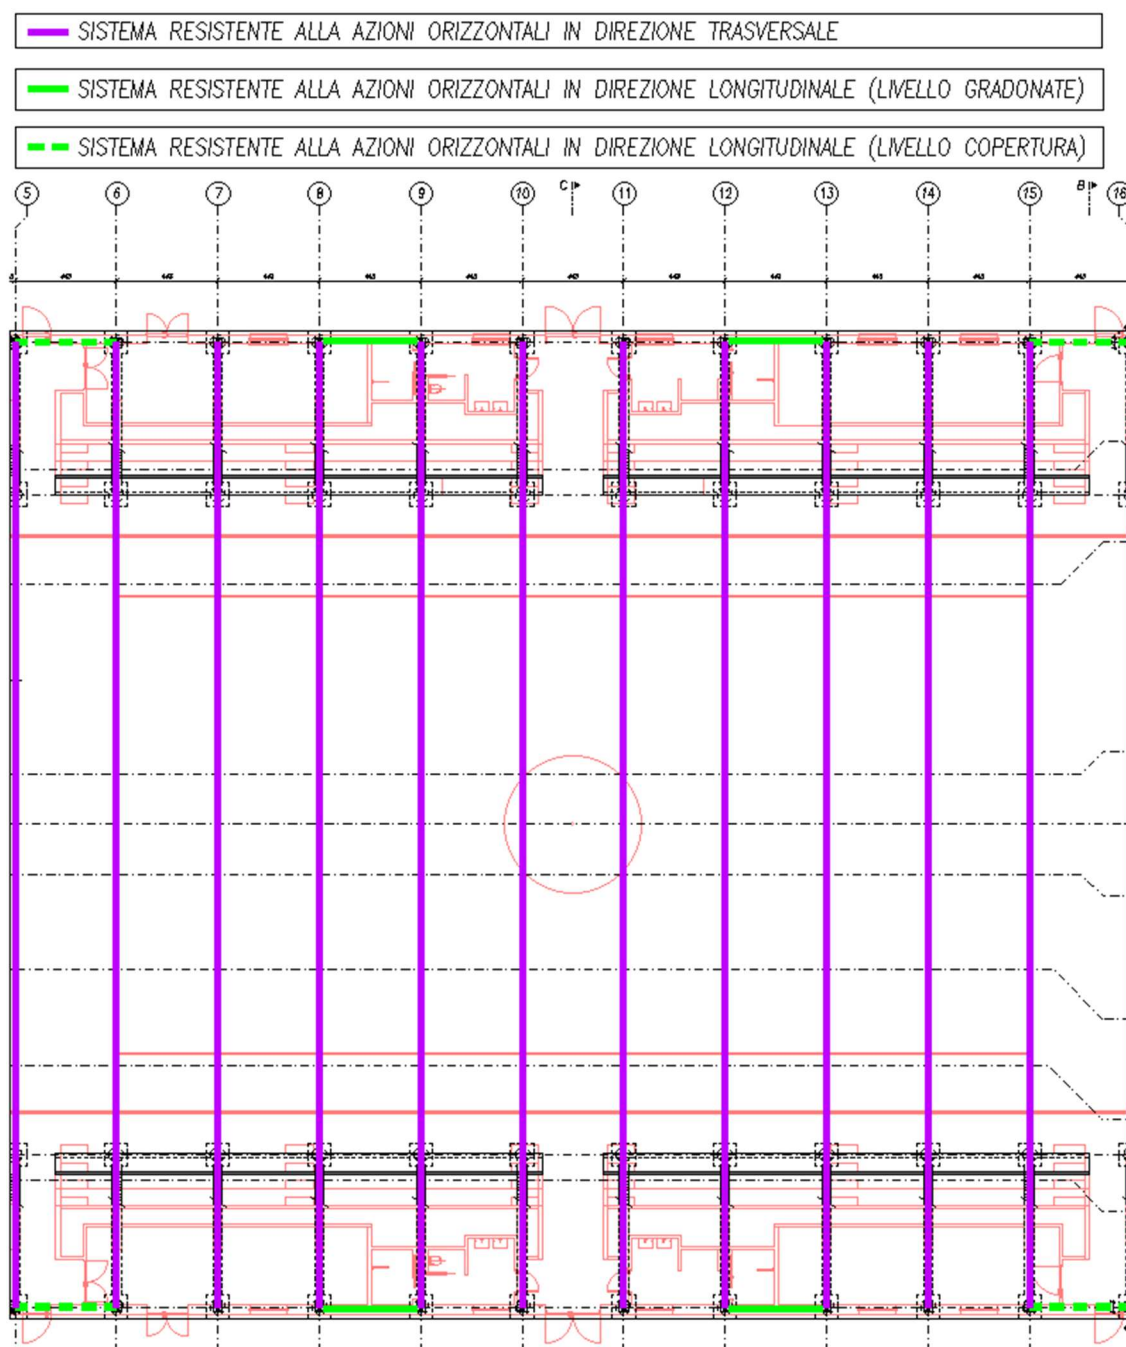 SISTEMA RESISTENTE ALLA AZIONI ORIZZONTALI IN DIREZIONE TRASVERSALE
SISTEMA RESISTENTE ALLA AZIONI ORIZZONTALI IN DIREZIONE LONGITUDINALE (LIVELLO GRADONATE)
SISTEMA RESISTENTE ALLA AZIONI ORIZZONTALI IN DIREZIONE LONGITUDINALE (LIVELLO COPERTURA)
5 6 7 8 9 10 C 11 12 13 14 15 B 16